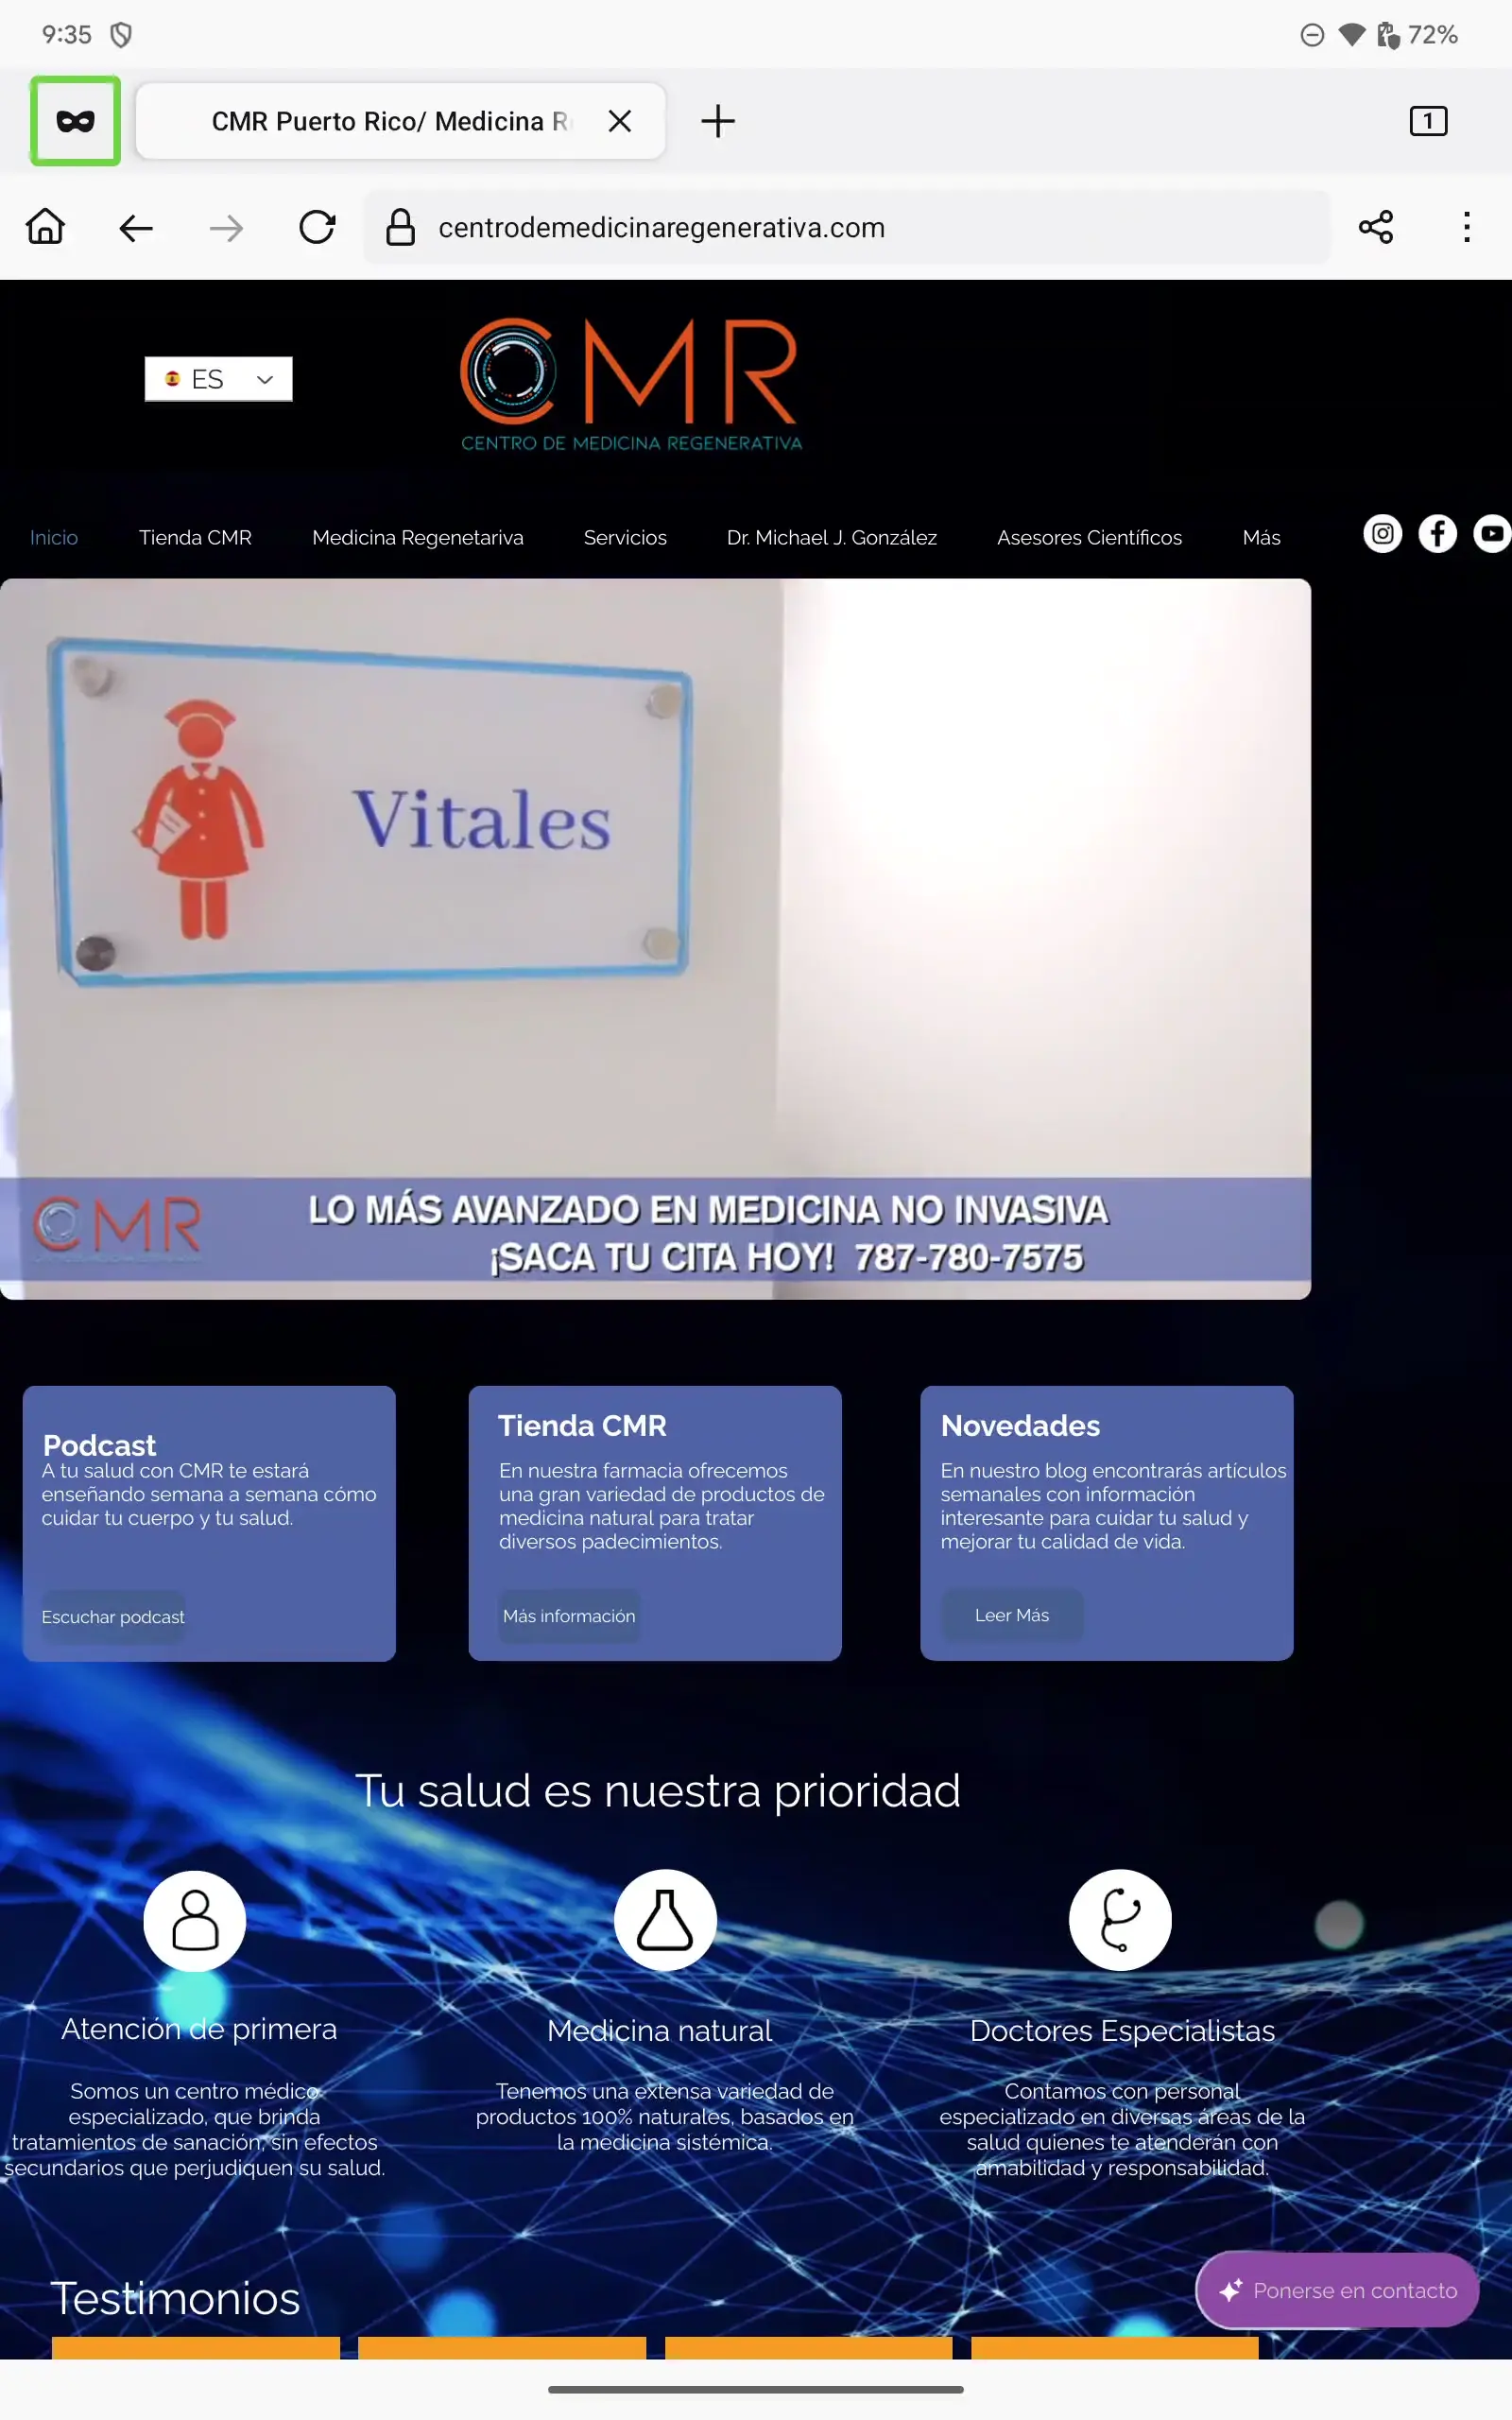 9:35
72%
CMR Puerto Rico/ Medicina R
1
centrodemedicinaregenerativa.com
ES
CMR
CENTRO DE MEDICINA REGENERATIVA
Inicio Tienda CMR Medicina Regenetariva Servicios Dr. Michael J. González Asesores Científicos Más
Vitales
CMR
LO MÁS AVANZADO EN MEDICINA NO INVASIVA
¡SACA TU CITA HOY! 787-780-7575
Podcast
A tu salud con CMR te estará
enseñando semana a semana cómo
cuidar tu cuerpo y tu salud.
Escuchar podcast
Tienda CMR
En nuestra farmacia ofrecemos
una gran variedad de productos de
medicina natural para tratar
diversos padecimientos.
Más información
Novedades
En nuestro blog encontrarás artículos
semanales con información
interesante para cuidar tu salud y
mejorar tu calidad de vida.
Leer Más
Tu salud es nuestra prioridad
Atención de primera
Somos un centro médico
especializado, que brinda
tratamientos de sanación, sin efectos
secundarios que perjudiquen su salud.
Medicina natural
Tenemos una extensa variedad de
productos 100% naturales, basados en
la medicina sistémica.
Doctores Especialistas
Contamos con personal
especializado en diversas áreas de la
salud quienes te atenderán con
amabilidad y responsabilidad.
Testimonios
Ponerse en contacto